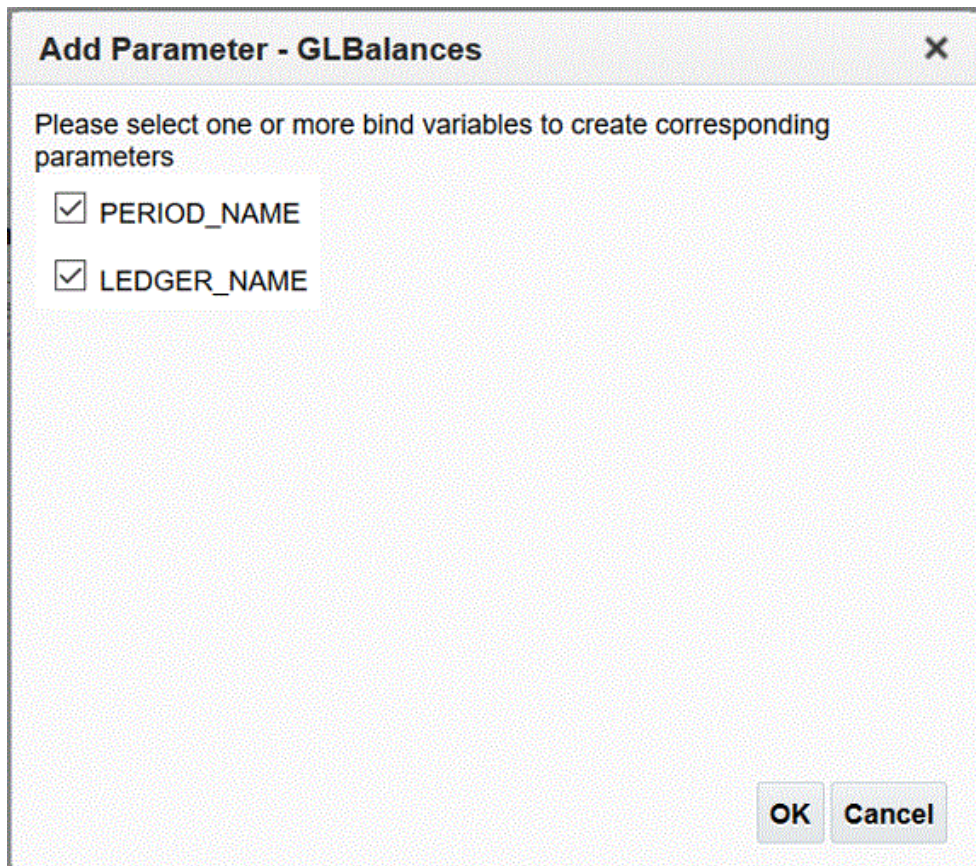 Add Parameter - GLBalances
Please select one or more bind variables to create corresponding
parameters
PERIOD_NAME
LEDGER_NAME
OK Cancel